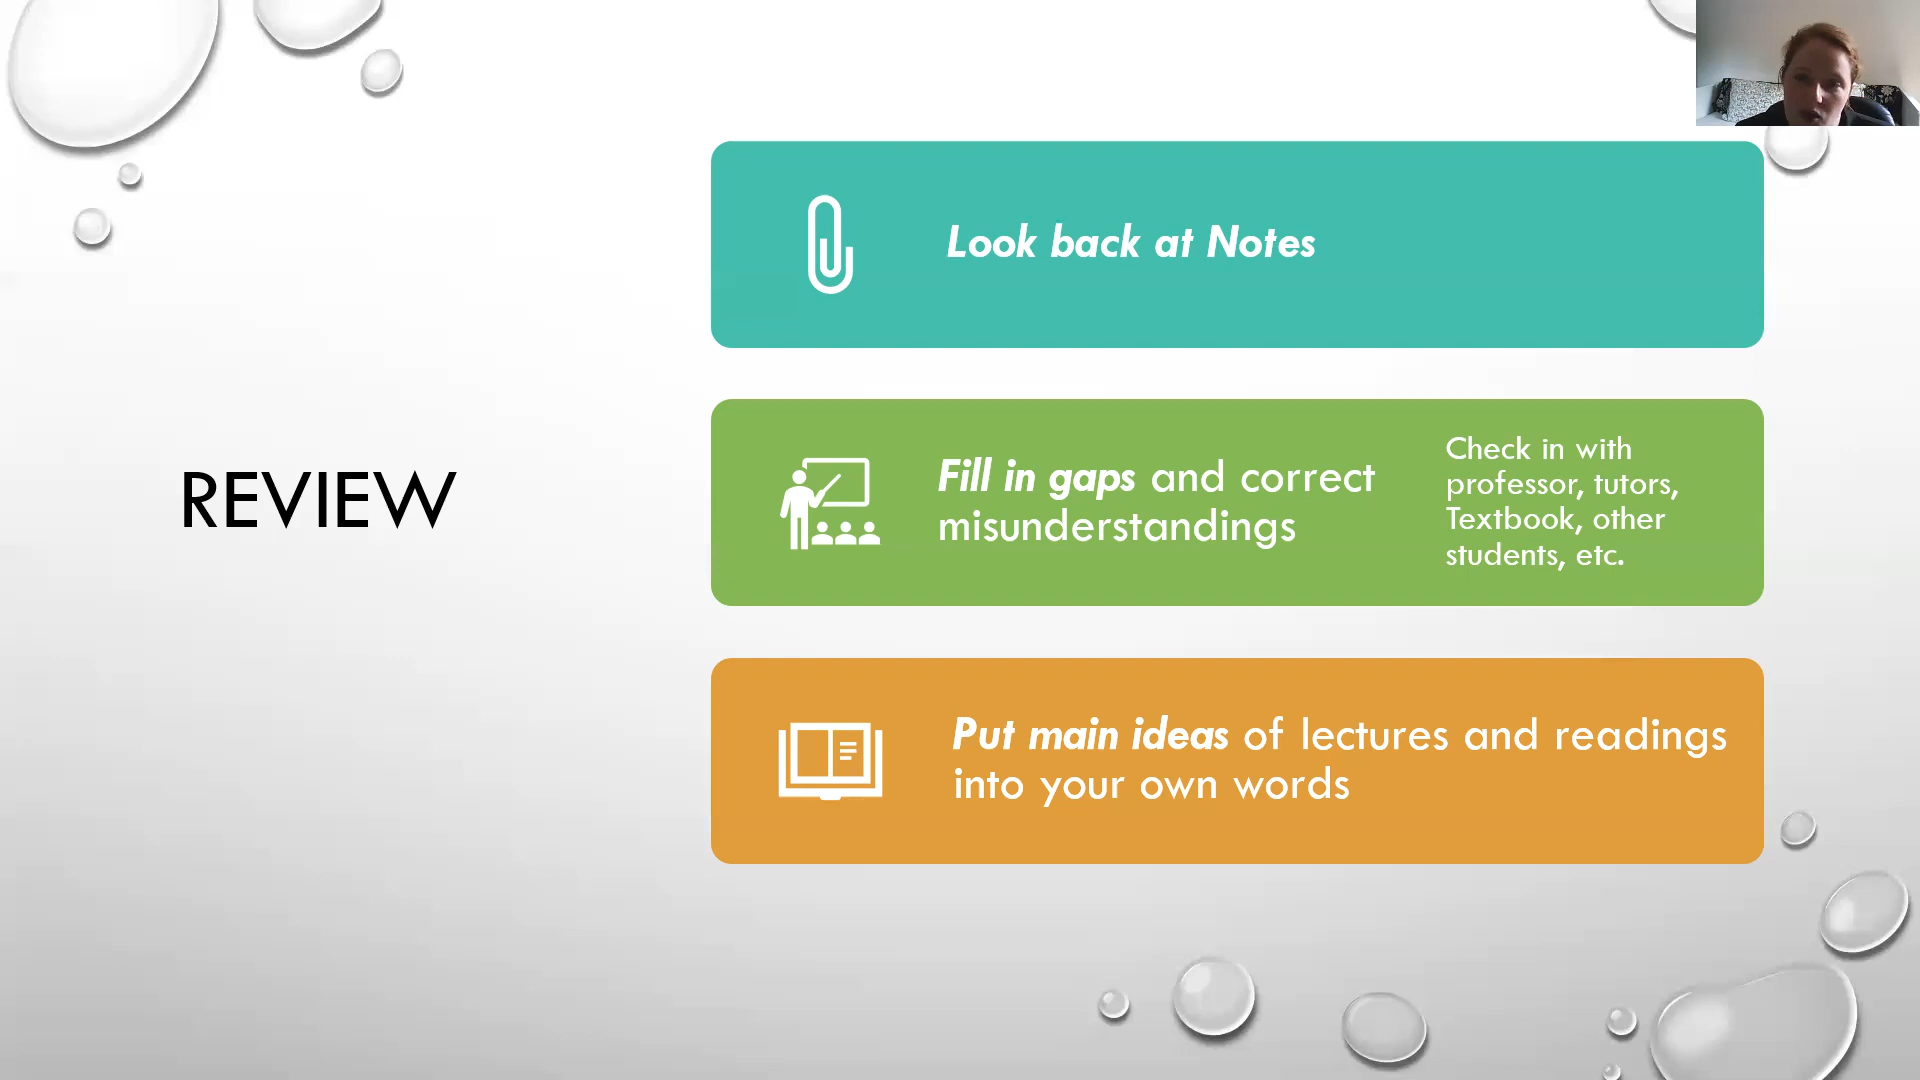 REVIEW
Look back at Notes
Fill in gaps and correct
misunderstandings
Check in with
professor, tutors,
Textbook, other
students, etc.
Put main ideas of lectures and readings
into your own words